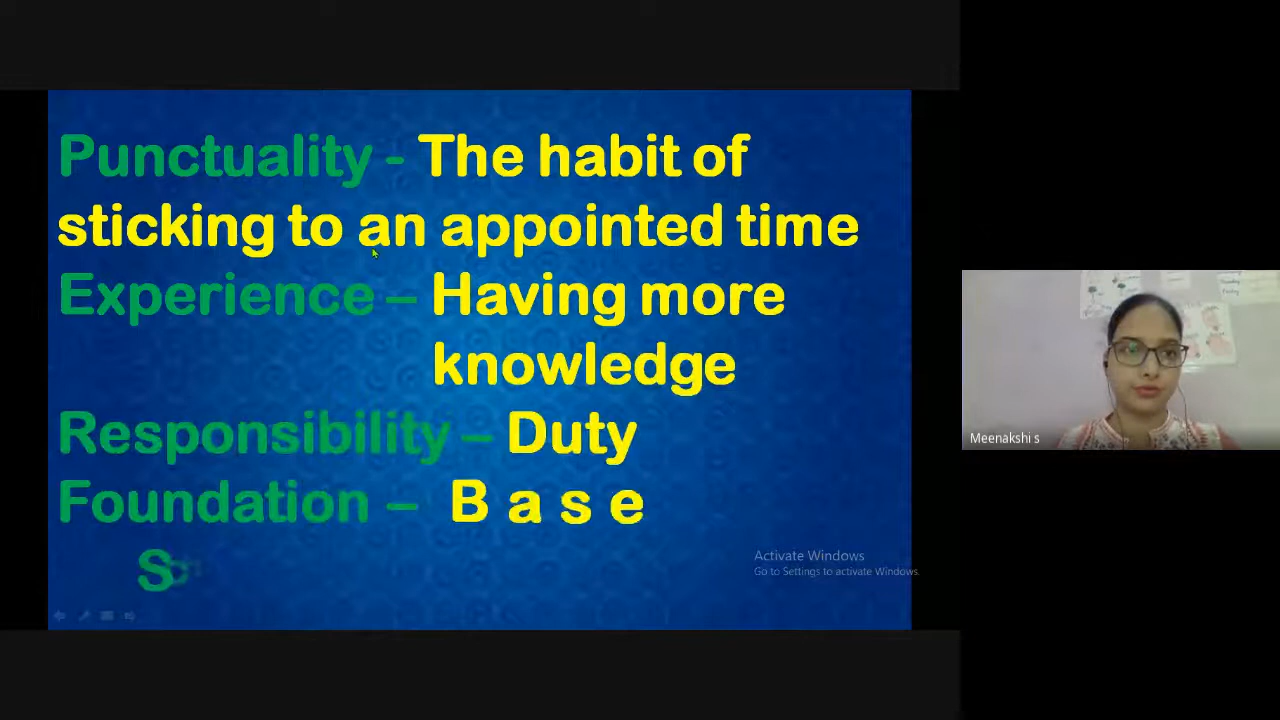 Punctuality - The habit of
sticking to an appointed time
Experience – Having more
knowledge
Responsibility – Duty
Foundation – B a s e
S
Activate Windows
Go to Settings to activate Windows.
Meenakshi s